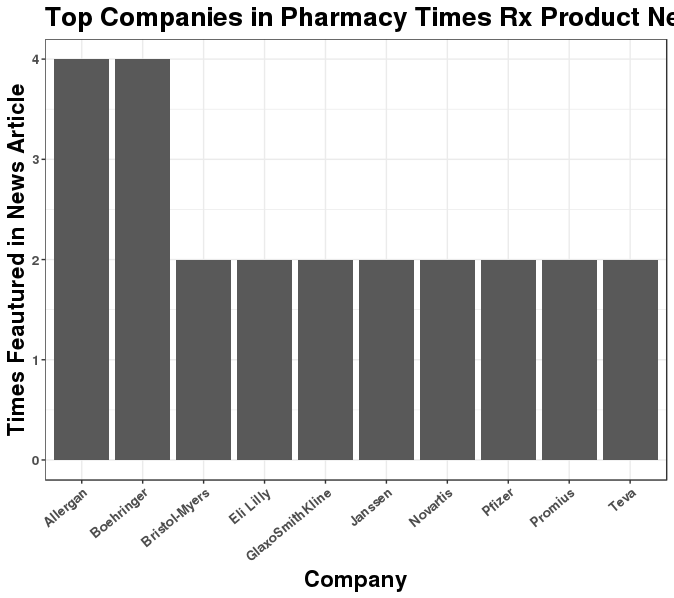 Top Companies in Pharmacy Times Rx Product Ne
Times Feautured in News Article
4
3
2
1
0
Allergan
Boehringer
Bristol-Myers
Eli Lilly
GlaxoSmithKline
Janssen
Novartis
Pfizer
Promius
Teva
Company